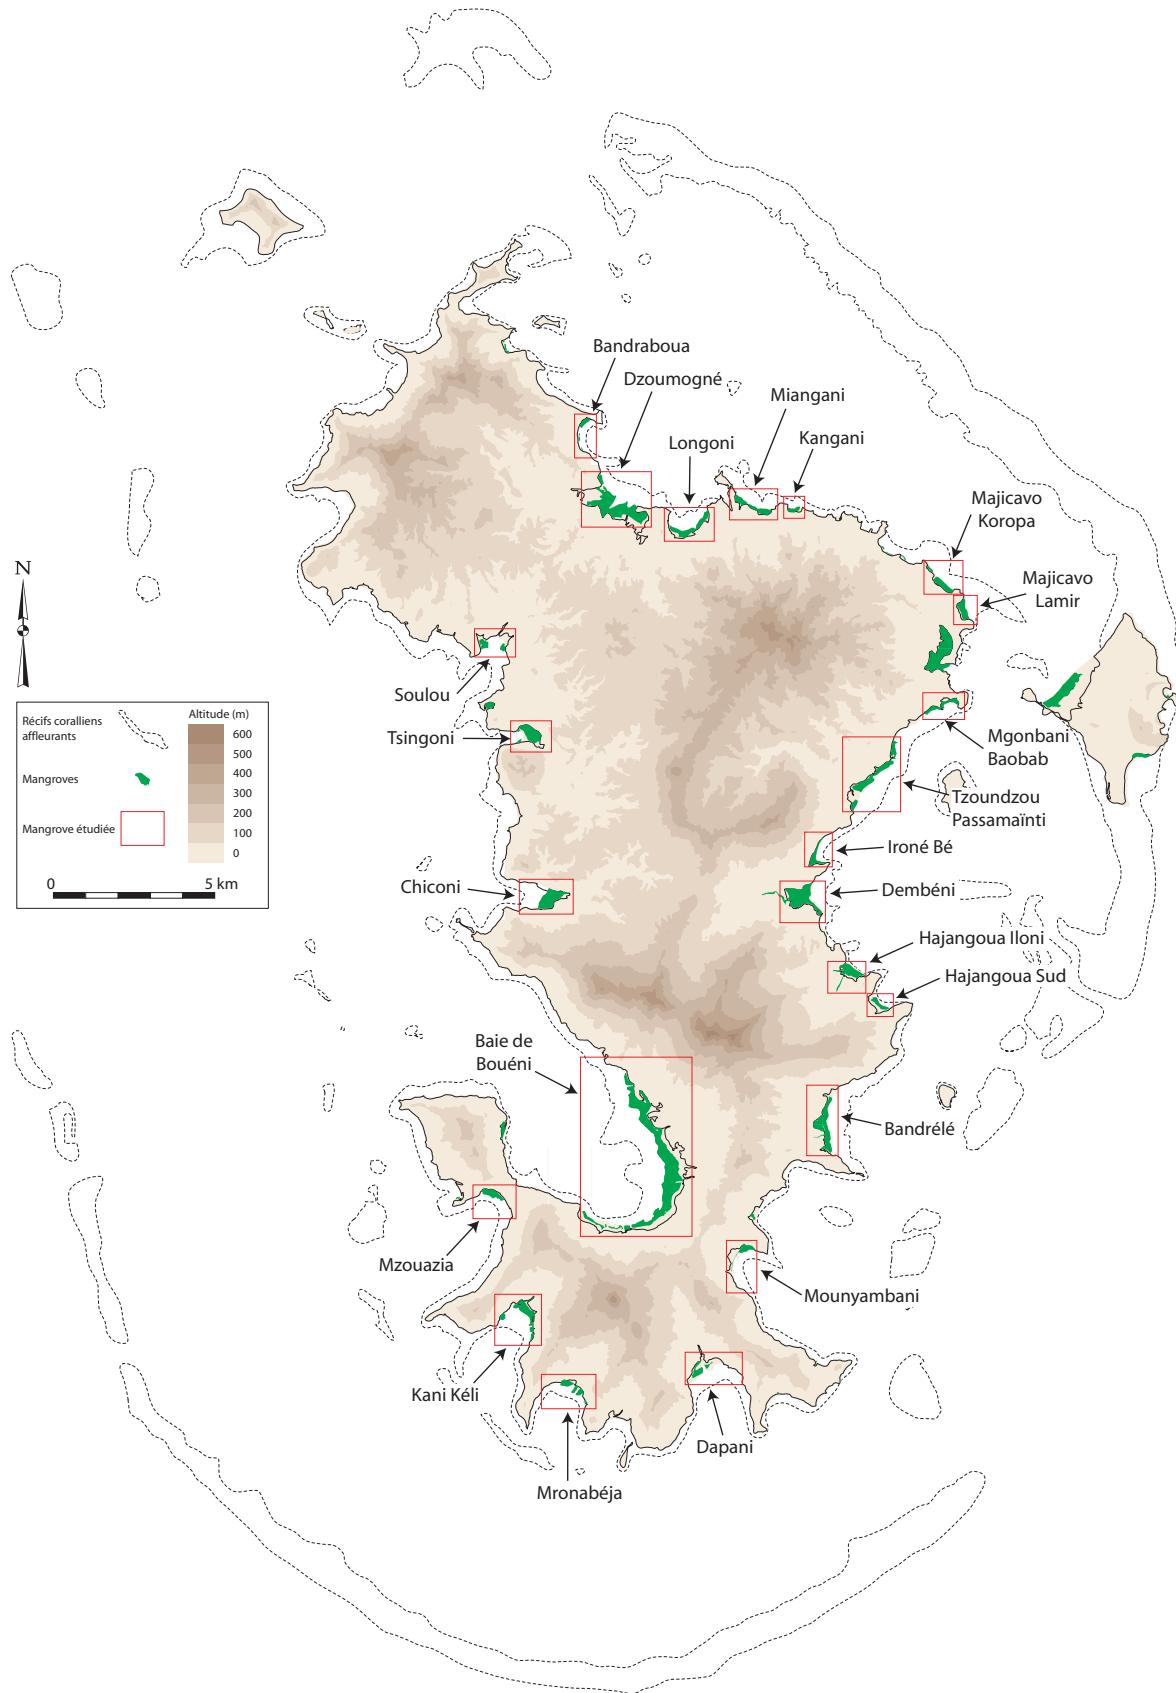 Bandraboua
Dzoumogné
Miangani
Longoni
Kangani
Majicavo
Koropa
N
Majicavo
Lamir
Soulou
Tsingoni
Mgonbani
Baobab
Récifs coralliens
affleurants
Altitude (m)
600
500
400
300
200
100
0
Mangroves
Mangrove étudiée
0
5 km
Tzoundzou
Passamaïnti
Ironé Bé
Chiconi
Dembéni
Hajangoua Iloni
Hajangoua Sud
Baie de
Bouéni
Bandrélé
Mzouazia
Mounyambani
Kani Kéli
Dapani
Mronabéja